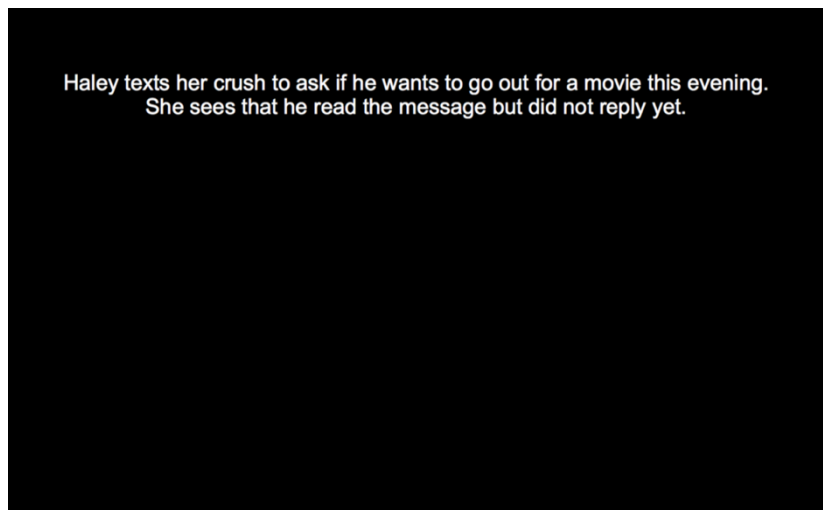 Haley texts her crush to ask if he wants to go out for a movie this evening.
She sees that he read the message but did not reply yet.